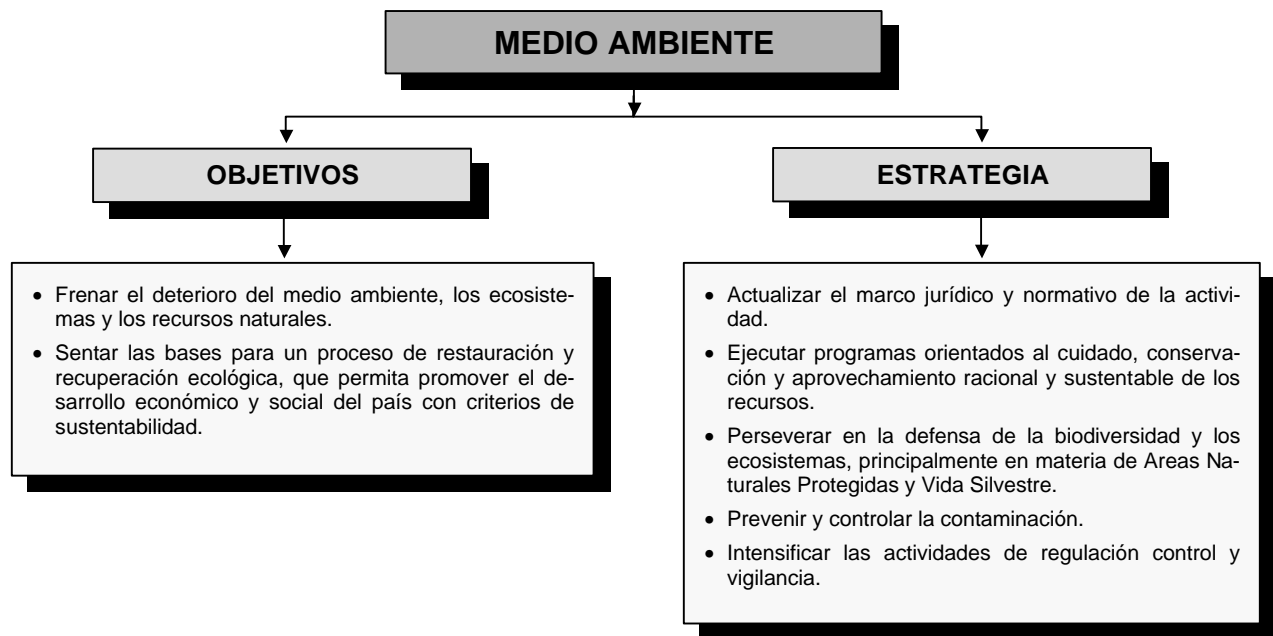 MEDIO AMBIENTE
OBJETIVOS
• Frenar el deterioro del medio ambiente, los ecosiste-
mas y los recursos naturales.
• Sentar las bases para un proceso de restauración y
recuperación ecológica, que permita promover el de-
sarrollo económico y social del país con criterios de
sustentabilidad.
ESTRATEGIA
• Actualizar el marco jurídico y normativo de la activi-
dad.
• Ejecutar programas orientados al cuidado, conserva-
ción y aprovechamiento racional y sustentable de los
recursos.
• Perseverar en la defensa de la biodiversidad y los
ecosistemas, principalmente en materia de Areas Na-
turales Protegidas y Vida Silvestre.
• Prevenir y controlar la contaminación.
• Intensificar las actividades de regulación control y
vigilancia.